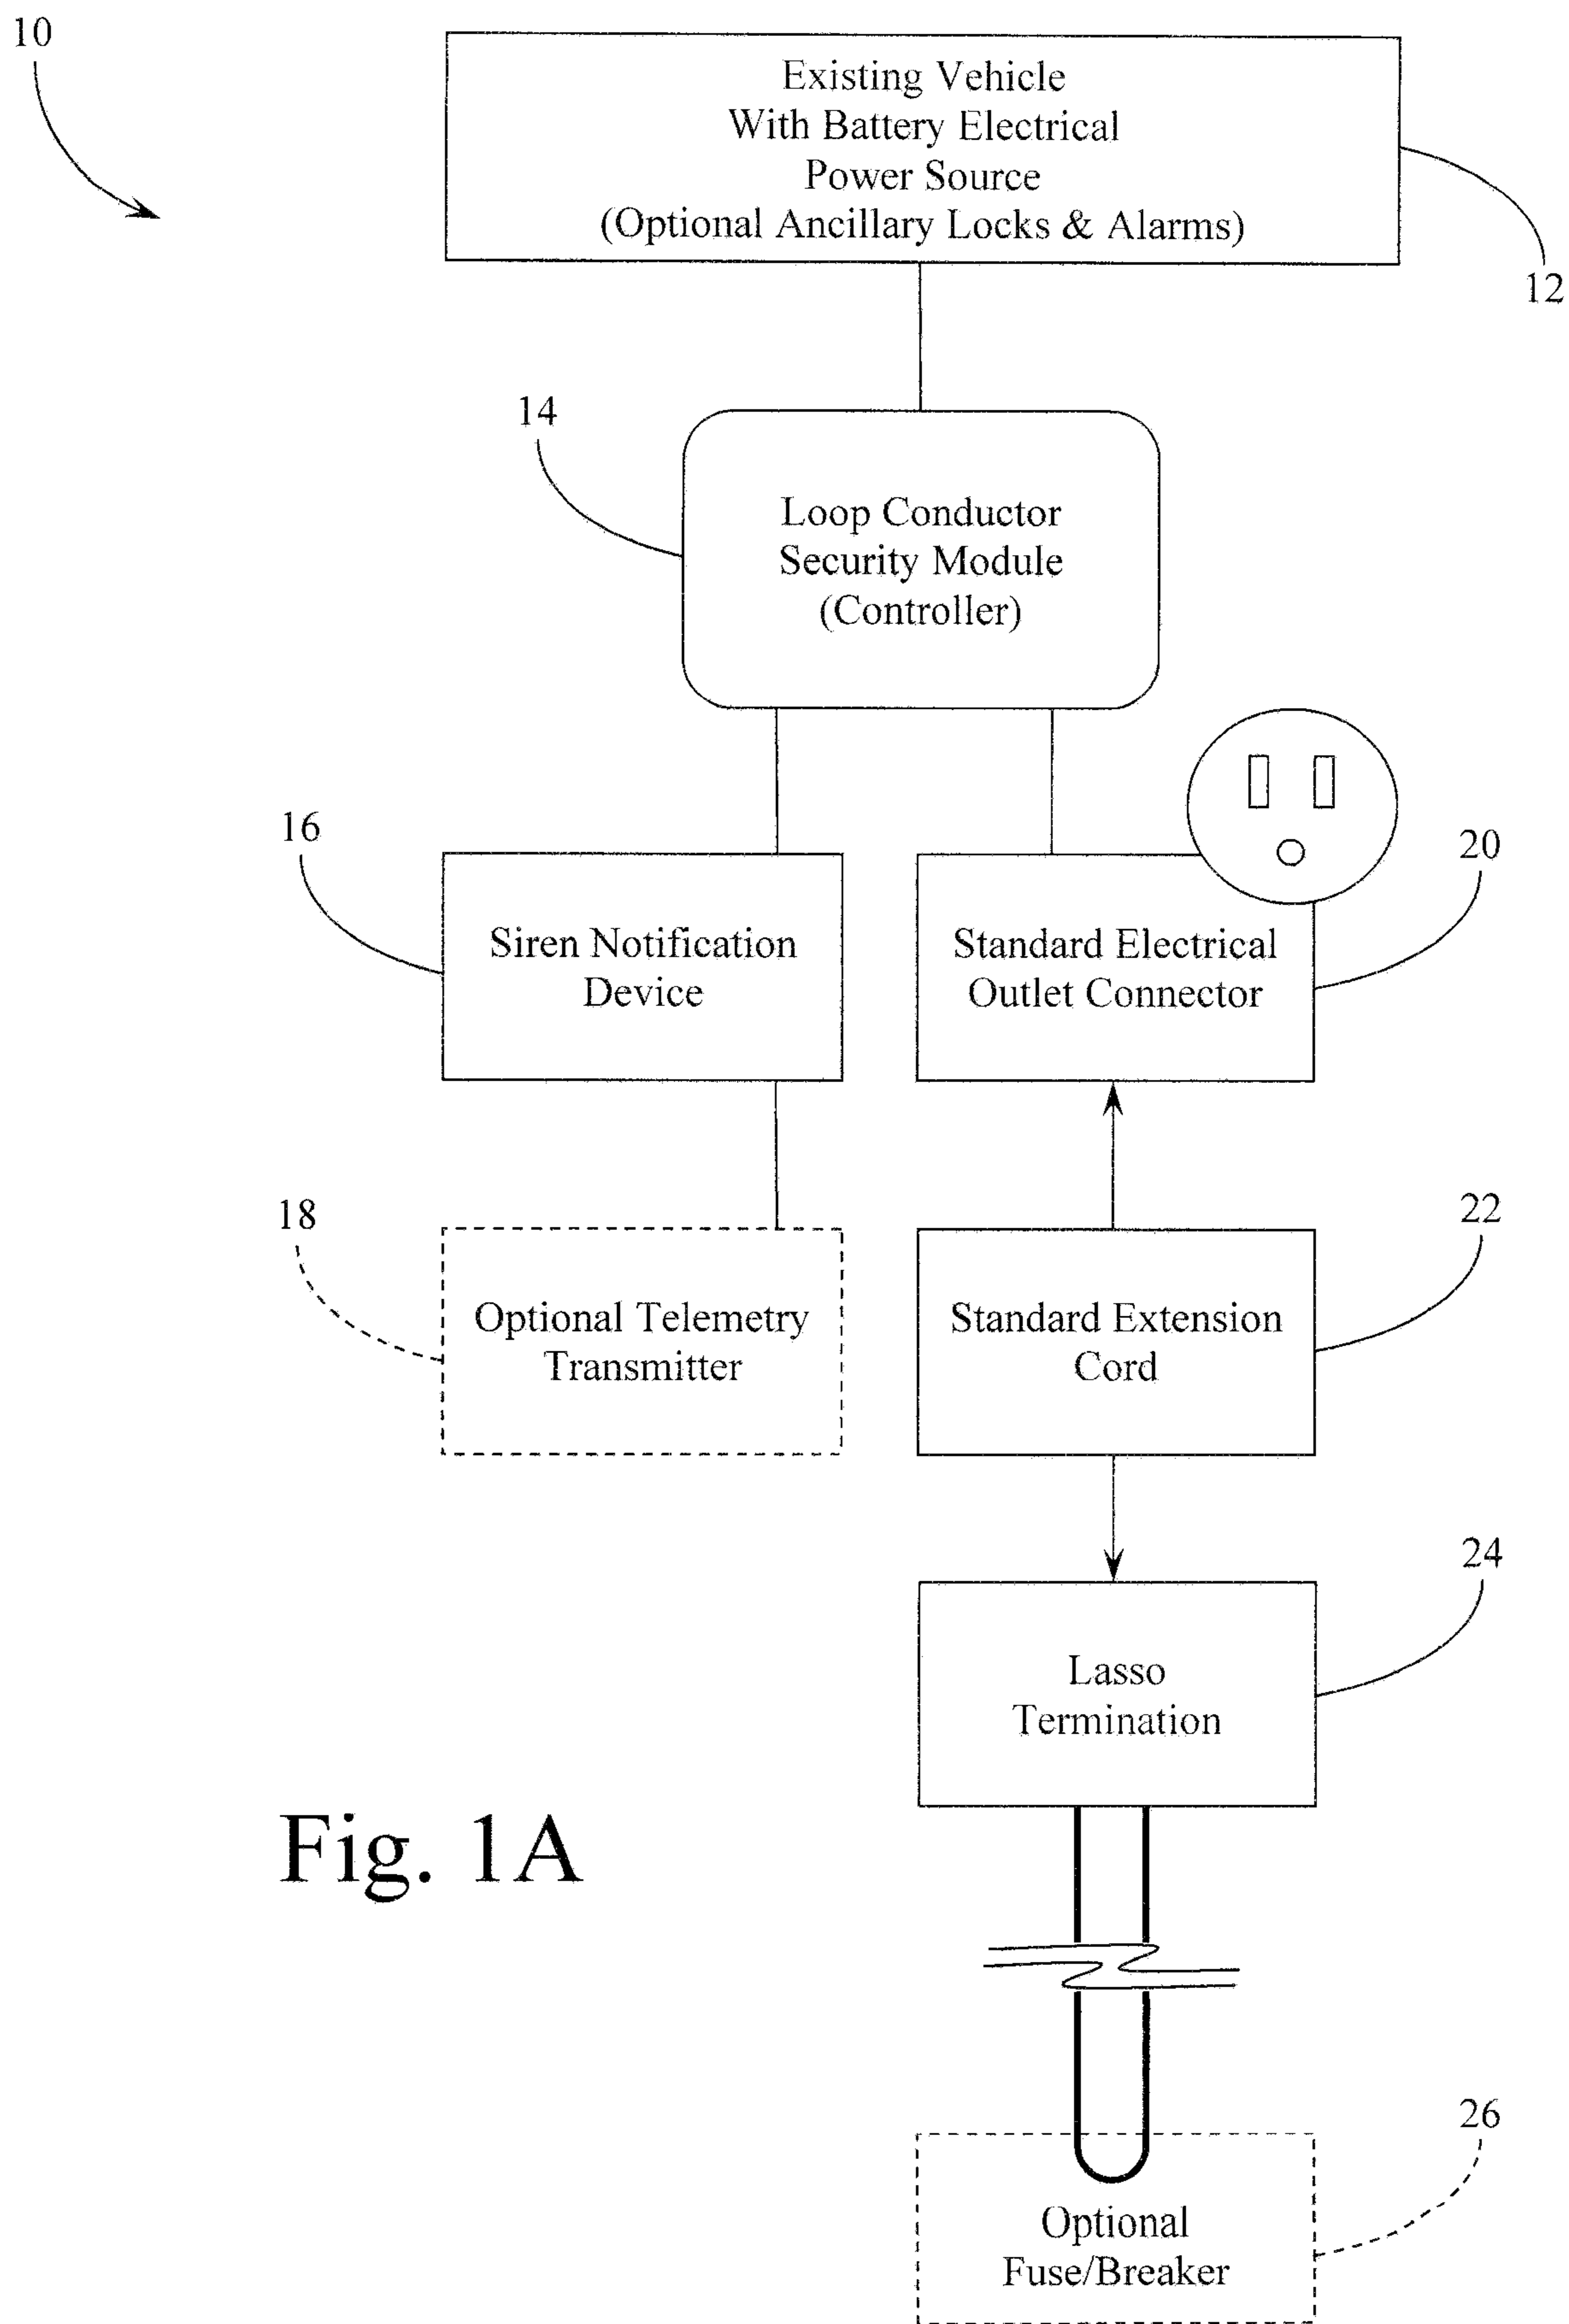 10
Existing Vehicle
With Battery Electrical
Power Source
(Optional Ancillary Locks & Alarms)
12
14
Loop Conductor
Security Module
(Controller)
16
Siren Notification
Device
20
Standard Electrical
Outlet Connector
18
Optional Telemetry
Transmitter
22
Standard Extension
Cord
24
Lasso
Termination
Fig. 1A
26
Optional
Fuse/Breaker